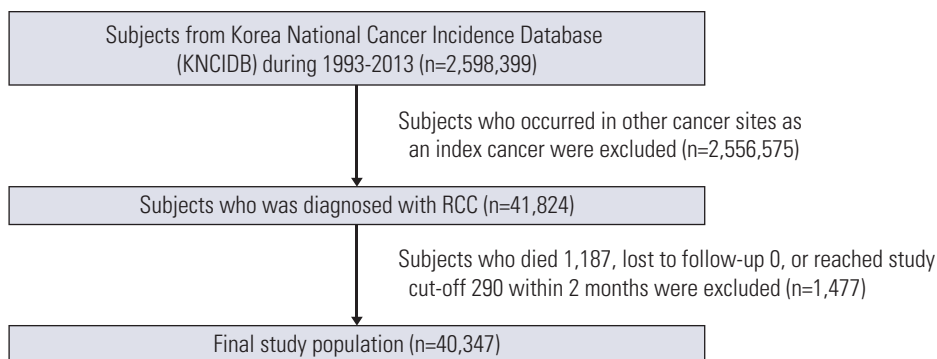 Subjects from Korea National Cancer Incidence Database
(KNCIDB) during 1993-2013 (n=2,598,399)
Subjects who occurred in other cancer sites as
an index cancer were excluded (n=2,556,575)
Subjects who was diagnosed with RCC (n=41,824)
Subjects who died 1,187, lost to follow-up 0, or reached study
cut-off 290 within 2 months were excluded (n=1,477)
Final study population (n=40,347)